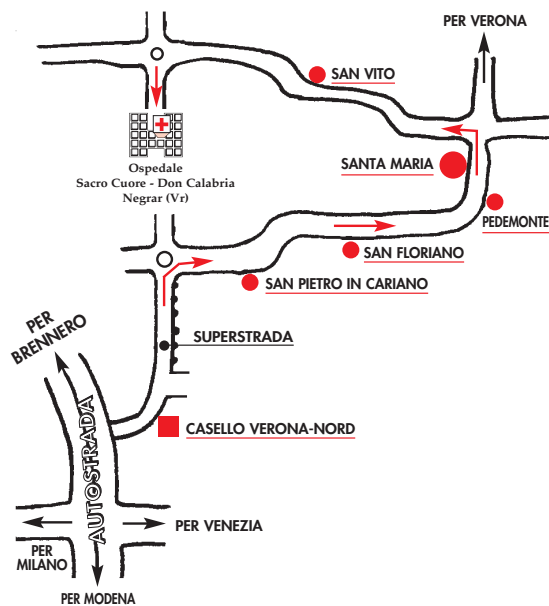 PER VERONA
SAN VITO
Ospedale
Sacro Cuore - Don Calabria
Negrar (Vr)
SANTA MARIA
PEDEMONTE
SAN FLORIANO
SAN PIETRO IN CARIANO
PER
BRENNERO
SUPERSTRADA
AUTOSTRADA
CASELLO VERONA-NORD
PER VENEZIA
PER
MILANO
PER MODENA